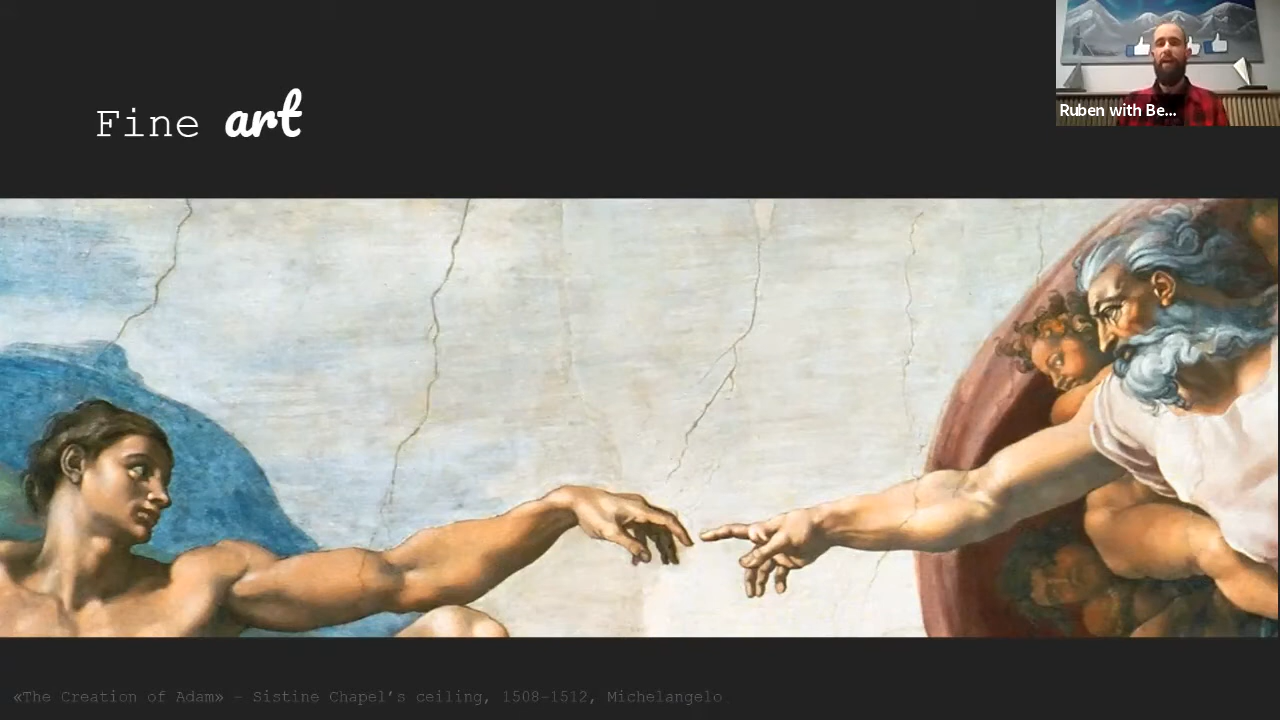 Fine art
Ruben with Be...
«The Creation of Adam» – Sistine Chapel's ceiling, 1508-1512, Michelangelo